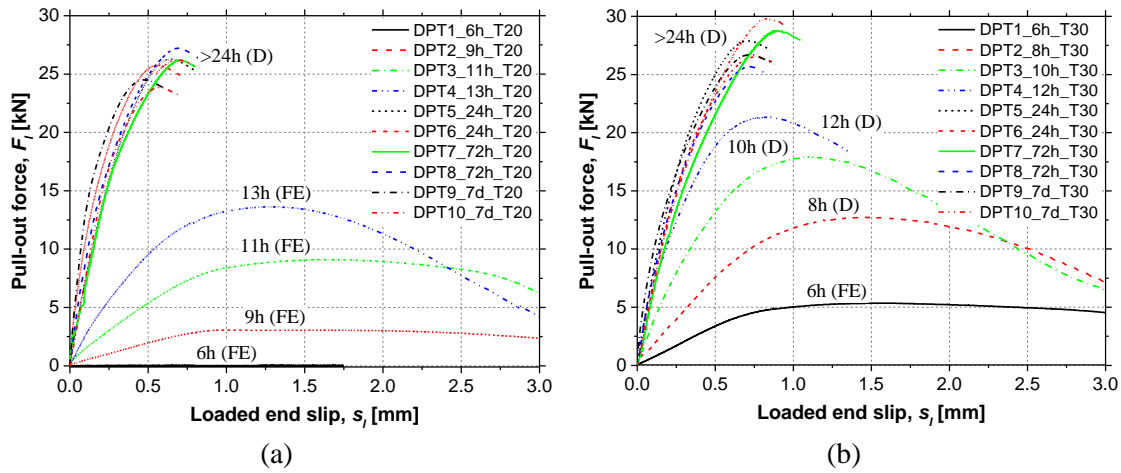 30
25
20
15
10
5
0
Pull-out force, Fl [kN]
>24h (D)
13h (FE)
11h (FE)
9h (FE)
6h (FE)
DPT1_6h_T20
DPT2_9h_T20
DPT3_11h_T20
DPT4_13h_T20
DPT5_24h_T20
DPT6_24h_T20
DPT7_72h_T20
DPT8_72h_T20
DPT9_7d_T20
DPT10_7d_T20
0.0 0.5 1.0 1.5 2.0 2.5 3.0
Loaded end slip, sl [mm]
(a)
30
25
20
15
10
5
0
Pull-out force, Fl [kN]
>24h (D)
12h (D)
10h (D)
8h (D)
6h (FE)
DPT1_6h_T30
DPT2_8h_T30
DPT3_10h_T30
DPT4_12h_T30
DPT5_24h_T30
DPT6_24h_T30
DPT7_72h_T30
DPT8_72h_T30
DPT9_7d_T30
DPT10_7d_T30
0.0 0.5 1.0 1.5 2.0 2.5 3.0
Loaded end slip, sl [mm]
(b)